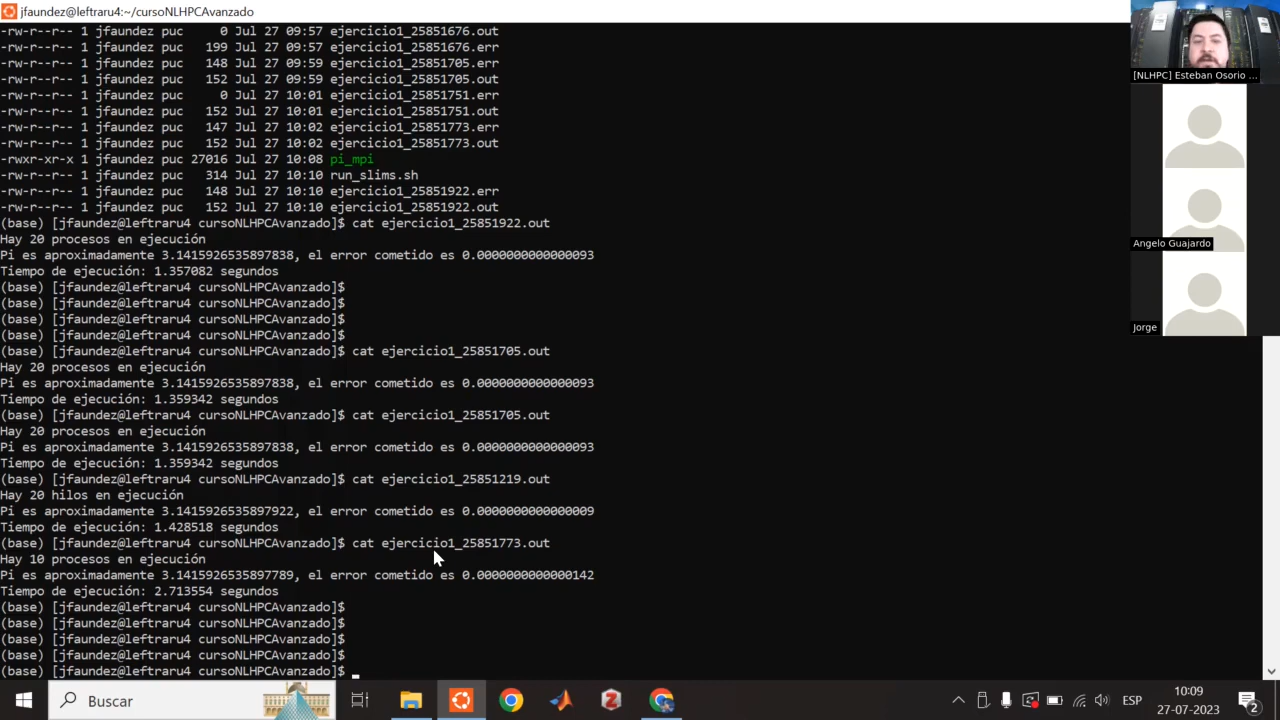 jfaundez@leftraru4:~/cursoNLHPCAvanzado
-rw-r--r-- 1 jfaundez puc     0 Jul 27 09:57 ejercicio1_25851676.out
-rw-r--r-- 1 jfaundez puc   199 Jul 27 09:57 ejercicio1_25851676.err
-rw-r--r-- 1 jfaundez puc   148 Jul 27 09:59 ejercicio1_25851705.err
-rw-r--r-- 1 jfaundez puc   152 Jul 27 09:59 ejercicio1_25851705.out
-rw-r--r-- 1 jfaundez puc     0 Jul 27 10:01 ejercicio1_25851751.err
-rw-r--r-- 1 jfaundez puc   152 Jul 27 10:01 ejercicio1_25851751.out
-rw-r--r-- 1 jfaundez puc   147 Jul 27 10:02 ejercicio1_25851773.err
-rw-r--r-- 1 jfaundez puc   152 Jul 27 10:02 ejercicio1_25851773.out
-rwxr-xr-x 1 jfaundez puc 27016 Jul 27 10:08 pi_mpi
-rw-r--r-- 1 jfaundez puc   314 Jul 27 10:10 run_slims.sh
-rw-r--r-- 1 jfaundez puc   148 Jul 27 10:10 ejercicio1_25851922.err
-rw-r--r-- 1 jfaundez puc   152 Jul 27 10:10 ejercicio1_25851922.out
(base) [jfaundez@leftraru4 cursoNLHPCAvanzado]$ cat ejercicio1_25851922.out
Hay 20 procesos en ejecución
Pi es aproximadamente 3.1415926535897838, el error cometido es 0.0000000000000093
Tiempo de ejecución: 1.357082 segundos
(base) [jfaundez@leftraru4 cursoNLHPCAvanzado]$
(base) [jfaundez@leftraru4 cursoNLHPCAvanzado]$
(base) [jfaundez@leftraru4 cursoNLHPCAvanzado]$
(base) [jfaundez@leftraru4 cursoNLHPCAvanzado]$
(base) [jfaundez@leftraru4 cursoNLHPCAvanzado]$ cat ejercicio1_25851705.out
Hay 20 procesos en ejecución
Pi es aproximadamente 3.1415926535897838, el error cometido es 0.0000000000000093
Tiempo de ejecución: 1.359342 segundos
(base) [jfaundez@leftraru4 cursoNLHPCAvanzado]$ cat ejercicio1_25851705.out
Hay 20 procesos en ejecución
Pi es aproximadamente 3.1415926535897838, el error cometido es 0.0000000000000093
Tiempo de ejecución: 1.359342 segundos
(base) [jfaundez@leftraru4 cursoNLHPCAvanzado]$ cat ejercicio1_25851219.out
Hay 20 hilos en ejecución
Pi es aproximadamente 3.1415926535897922, el error cometido es 0.0000000000000009
Tiempo de ejecución: 1.428518 segundos
(base) [jfaundez@leftraru4 cursoNLHPCAvanzado]$ cat ejercicio1_25851773.out
Hay 10 procesos en ejecución
Pi es aproximadamente 3.1415926535897789, el error cometido es 0.0000000000000142
Tiempo de ejecución: 2.713554 segundos
(base) [jfaundez@leftraru4 cursoNLHPCAvanzado]$
(base) [jfaundez@leftraru4 cursoNLHPCAvanzado]$
(base) [jfaundez@leftraru4 cursoNLHPCAvanzado]$
(base) [jfaundez@leftraru4 cursoNLHPCAvanzado]$
(base) [jfaundez@leftraru4 cursoNLHPCAvanzado]$
[NLHPC] Esteban Osorio ...
Angelo Guajardo
Jorge
Buscar
ESP
10:09
27-07-2023
2